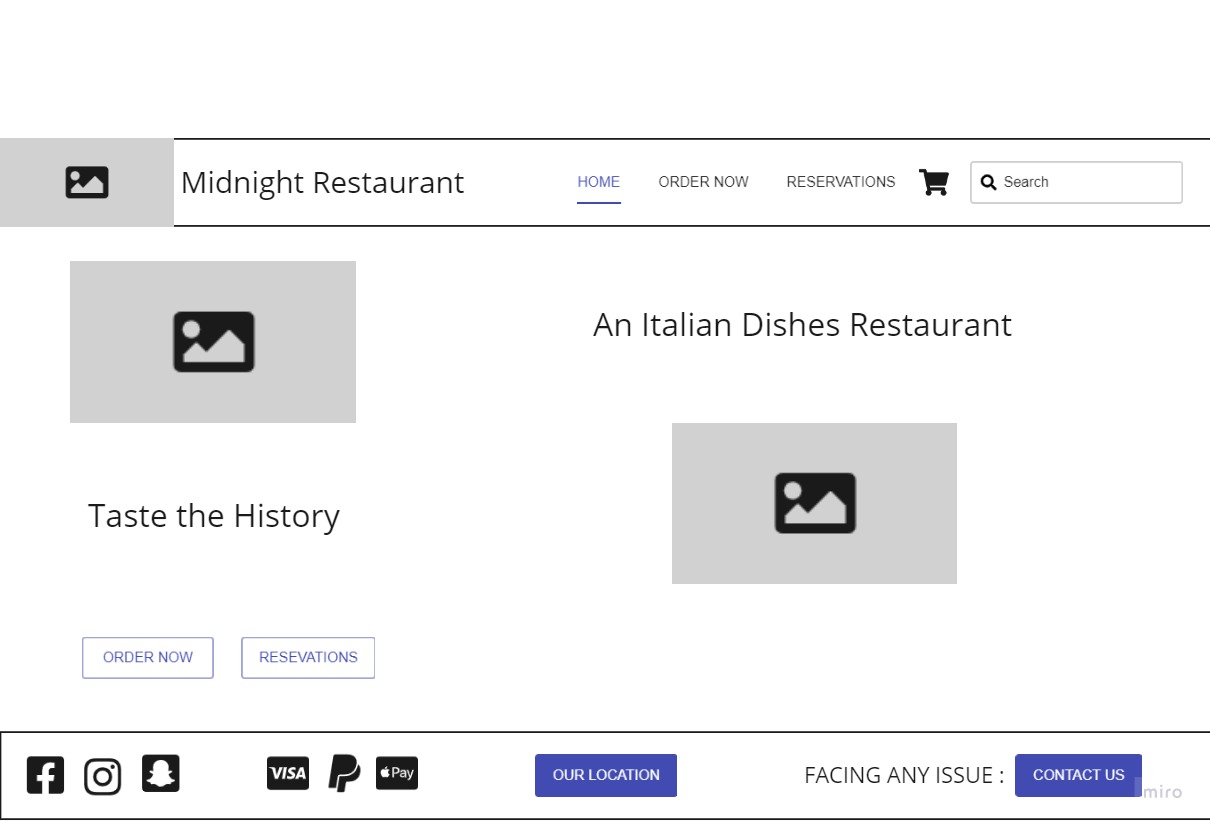 Midnight Restaurant
HOME
ORDER NOW
RESERVATIONS
Search
An Italian Dishes Restaurant
Taste the History
ORDER NOW
RESEVATIONS
VISA
Pay
OUR LOCATION
FACING ANY ISSUE :
CONTACT US
miro